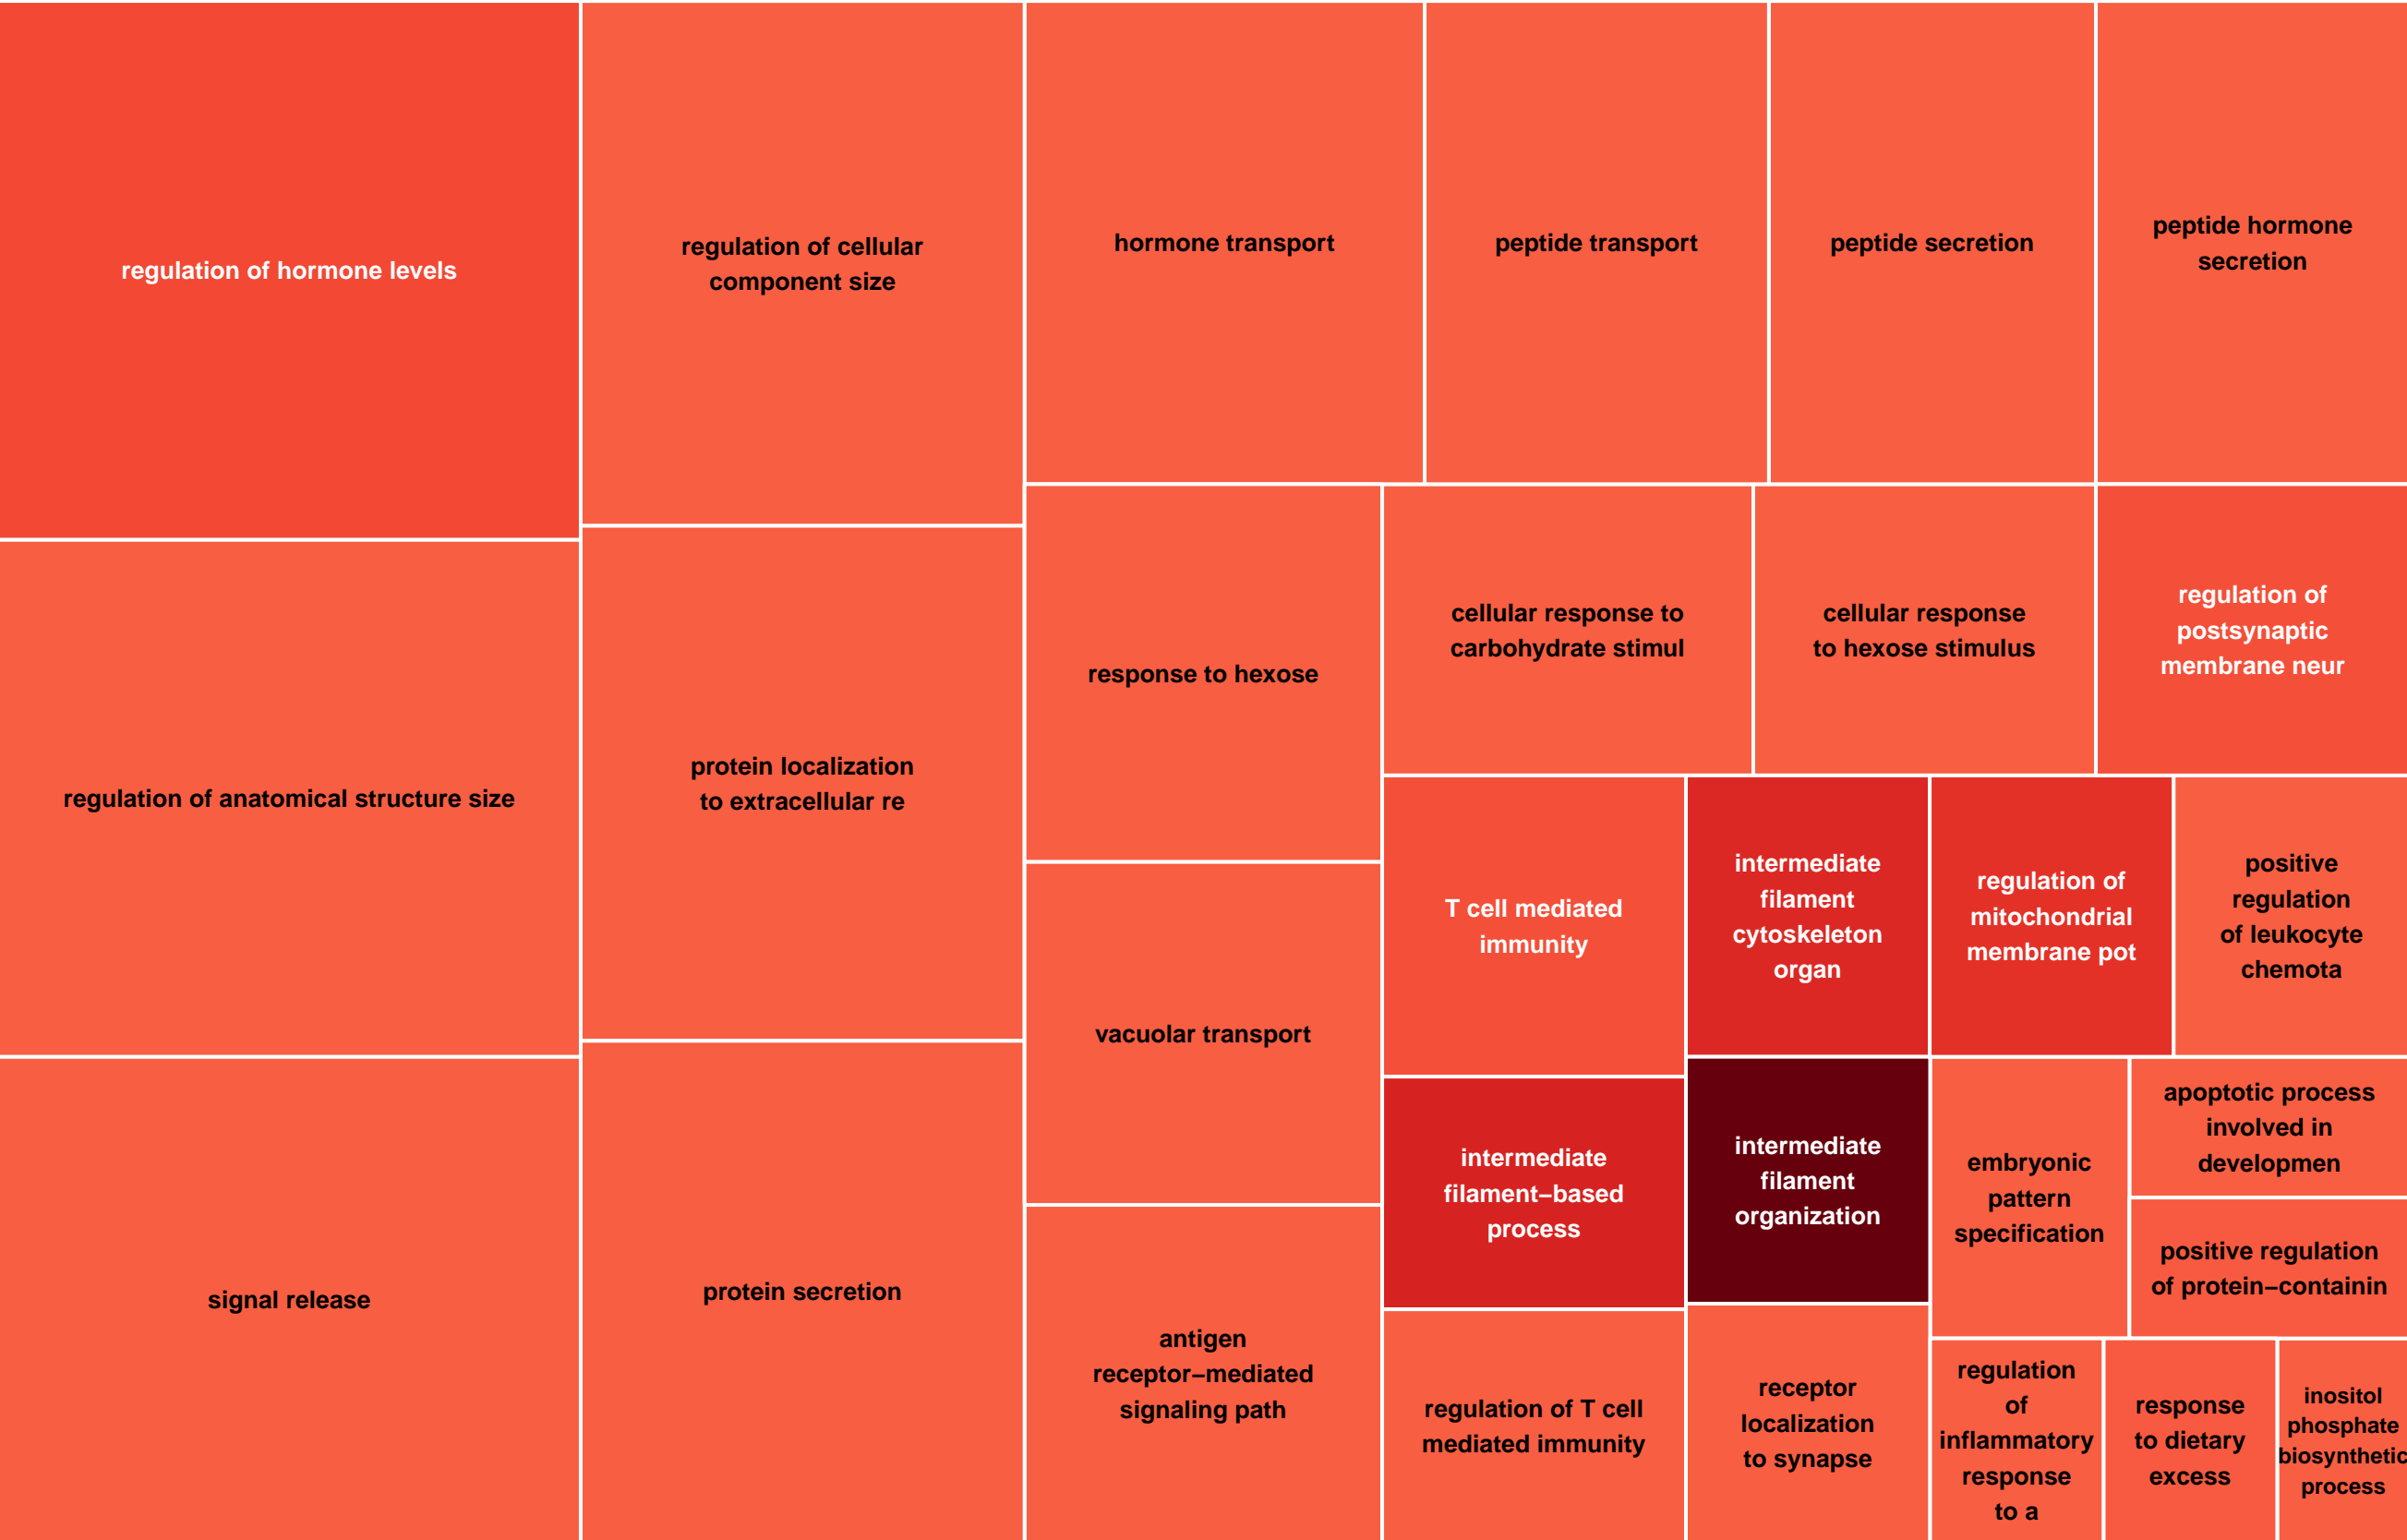 regulation of hormone levels
regulation of cellular
component size
hormone transport
peptide transport
peptide secretion
peptide hormone
secretion
regulation of anatomical structure size
protein localization
to extracellular re
response to hexose
cellular response to
carbohydrate stimul
cellular response
to hexose stimulus
regulation of
postsynaptic
membrane neur
T cell mediated
immunity
intermediate
filament
cytoskeleton
organ
regulation of
mitochondrial
membrane pot
positive
regulation
of leukocyte
chemota
vacuolar transport
signal release
protein secretion
antigen
receptor−mediated
signaling path
intermediate
filament−based
process
intermediate
filament
organization
embryonic
pattern
specification
apoptotic process
involved in
developmen
positive regulation
of protein−containin
regulation of T cell
mediated immunity
receptor
localization
to synapse
regulation
of
inflammatory
response
to a
response
to dietary
excess
inositol
phosphate
biosynthetic
process